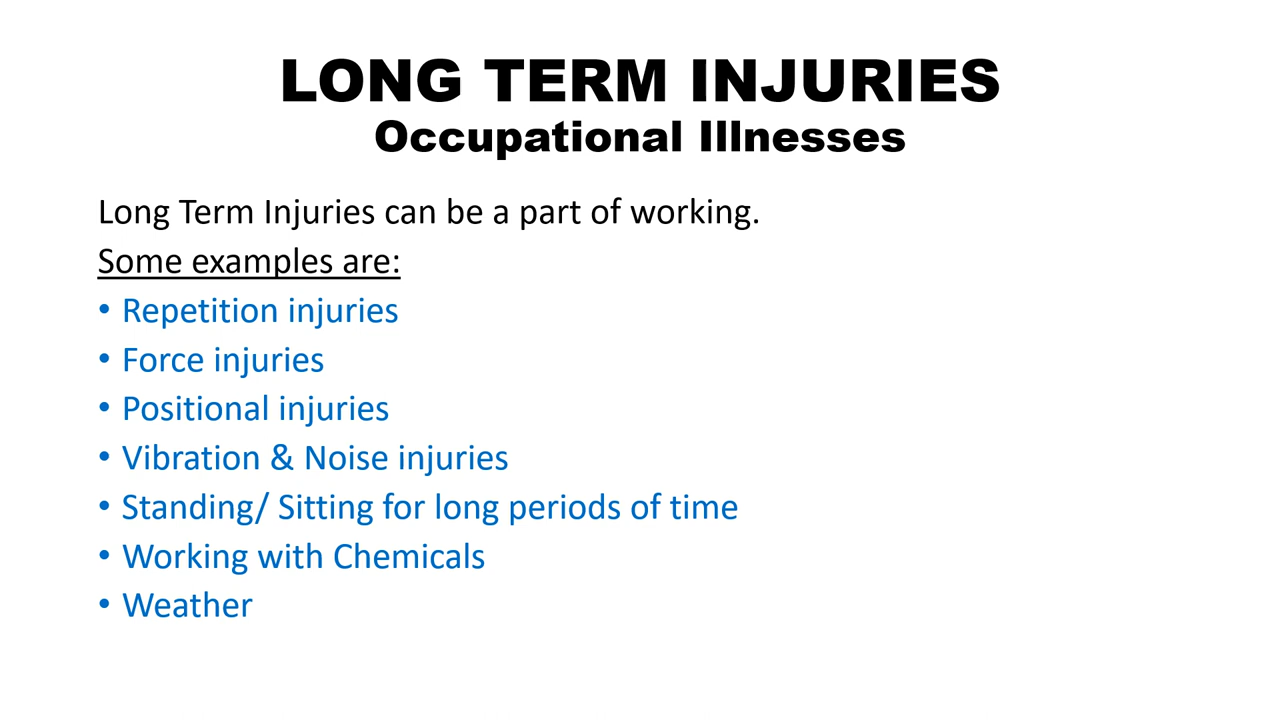 LONG TERM INJURIES
Occupational Illnesses
Long Term Injuries can be a part of working.
Some examples are:
• Repetition injuries
• Force injuries
• Positional injuries
• Vibration & Noise injuries
• Standing/ Sitting for long periods of time
• Working with Chemicals
• Weather